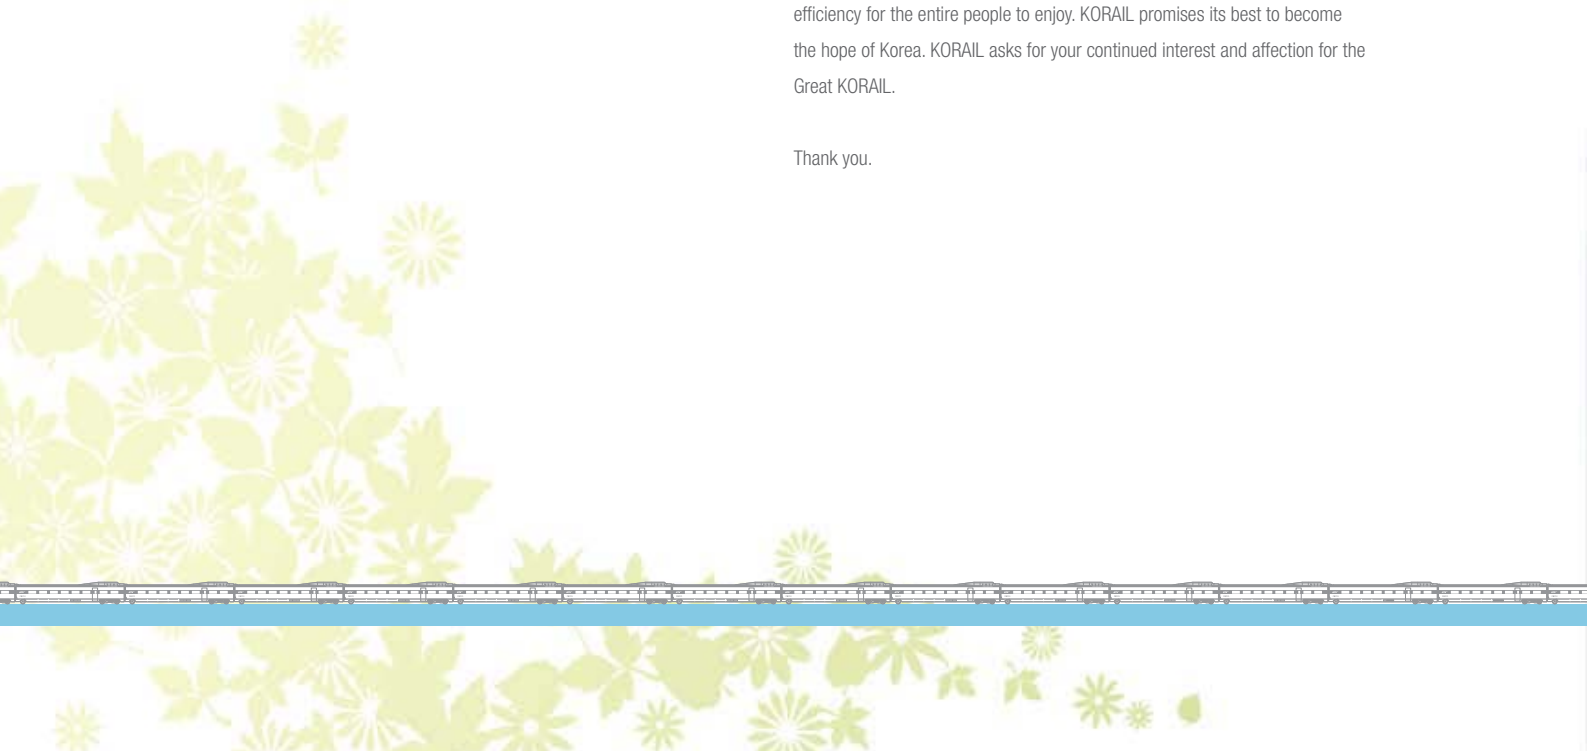 efficiency for the entire people to enjoy. KORAIL promises its best to become
the hope of Korea. KORAIL asks for your continued interest and affection for the
Great KORAIL.
Thank you.